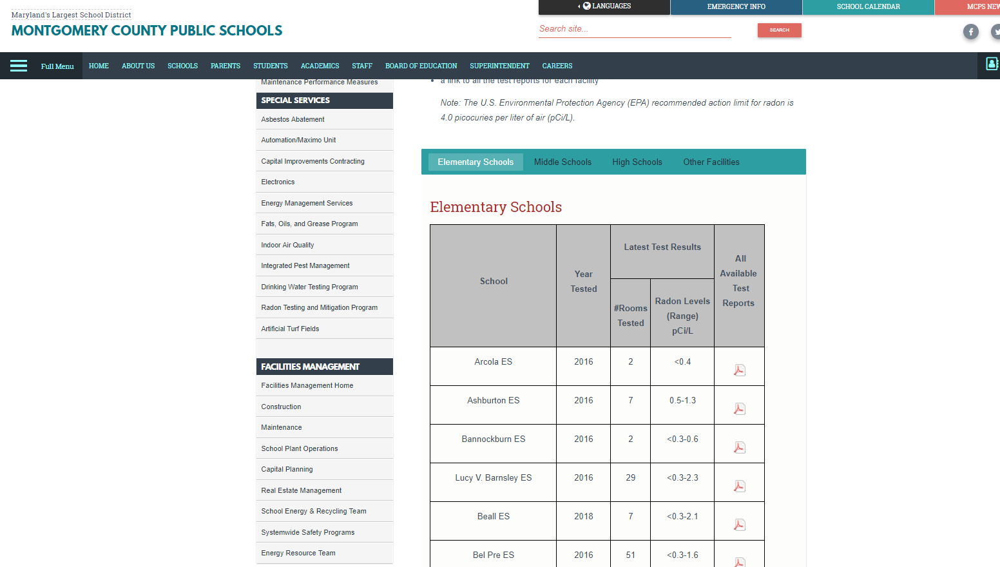 Maryland's Largest School District
MONTGOMERY COUNTY PUBLIC SCHOOLS
LANGUAGES
EMERGENCY INFO
SCHOOL CALENDAR
MCPS
Search site...
SEARCH
Full Menu
HOME ABOUT US SCHOOLS PARENTS STUDENTS ACADEMICS STAFF BOARD OF EDUCATION SUPERINTENDENT CAREERS
Maintenance Performance Measures
SPECIAL SERVICES
Asbestos Abatement
Automation/Maximo Unit
Capital Improvements Contracting
Electronics
Energy Management Services
Fats, Oils, and Grease Program
Indoor Air Quality
Integrated Pest Management
Drinking Water Testing Program
Radon Testing and Mitigation Program
Artificial Turf Fields
FACILITIES MANAGEMENT
Facilities Management Home
Construction
Maintenance
School Plant Operations
Capital Planning
Real Estate Management
School Energy & Recycling Team
Systemwide Safety Programs
Energy Resource Team
a link to all the test reports for each facility
Note: The U.S. Environmental Protection Agency (EPA) recommended action limit for radon is
4.0 picocuries per liter of air (pCi/L).
Elementary Schools Middle Schools High Schools Other Facilities
Elementary Schools
School
Year
Tested
Latest Test Results
#Rooms
Tested
Radon Levels
(Range)
pCi/L
All
Available
Test
Reports
Arcola ES 2016 2 <0.4
Ashburton ES 2016 7 0.5-1.3
Bannockburn ES 2016 2 <0.3-0.6
Lucy V. Barnsley ES 2016 29 <0.3-2.3
Beall ES 2018 7 <0.3-2.1
Bel Pre ES 2016 51 <0.3-1.6